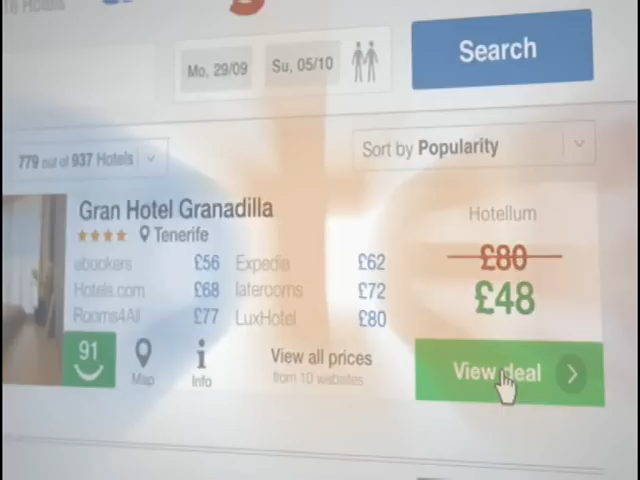 Mo, 29/09
Su, 05/10
Search
779 out of 937 Hotels
Sort by Popularity
Gran Hotel Granadilla
Tenerife
Hotellum
ebookers £56 Expedia £62
£80
Hotels.com £68 laterooms £72
£48
Rooms4All £77 LuxHotel £80
91
Map
Info
View all prices
from 10 websites
View deal